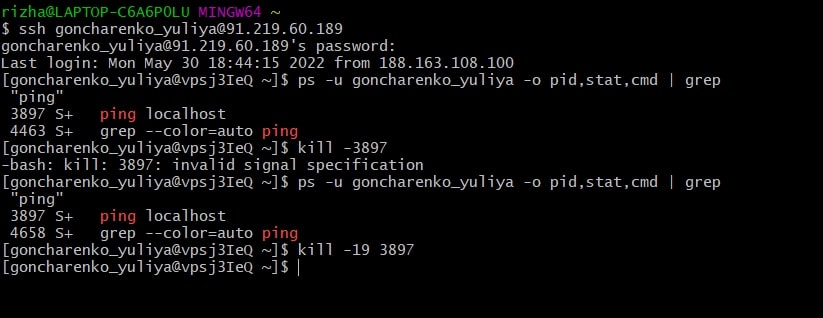 rizha@LAPTOP-C6A6POLU MINGW64 ~
$ ssh goncharenko_yuliya@91.219.60.189
goncharenko_yuliya@91.219.60.189's password:
Last login: Mon May 30 18:44:15 2022 from 188.163.108.100
[goncharenko_yuliya@vpsj3IeQ ~]$ ps -u goncharenko_yuliya -o pid,stat,cmd | grep
 "ping"
 3897 S+   ping localhost
 4463 S+   grep --color=auto ping
[goncharenko_yuliya@vpsj3IeQ ~]$ kill -3897
-bash: kill: 3897: invalid signal specification
[goncharenko_yuliya@vpsj3IeQ ~]$ ps -u goncharenko_yuliya -o pid,stat,cmd | grep
 "ping"
 3897 S+   ping localhost
 4658 S+   grep --color=auto ping
[goncharenko_yuliya@vpsj3IeQ ~]$ kill -19 3897
[goncharenko_yuliya@vpsj3IeQ ~]$